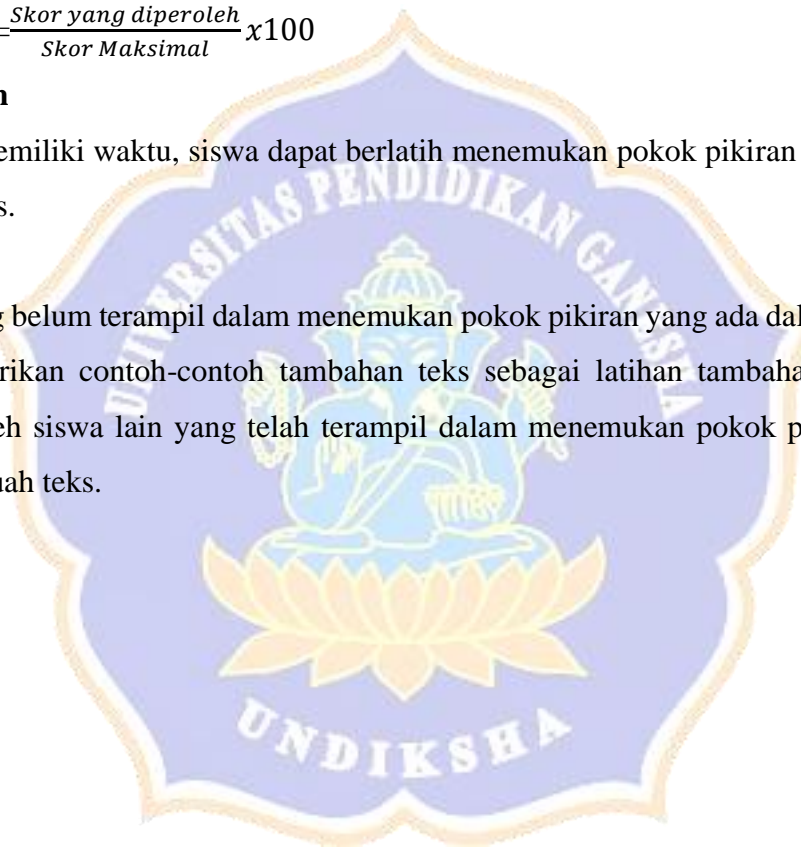 =Skor yang diperoleh
Skor Maksimal x100
emiliki waktu, siswa dapat berlatih menemukan pokok pikiran
s.
g belum terampil dalam menemukan pokok pikiran yang ada dal
rikan contoh-contoh tambahan teks sebagai latihan tambaha
eh siswa lain yang telah terampil dalam menemukan pokok p
uah teks.
UNIVERSITAS PENDIDIKAN GANESHA
UNDIKSHA